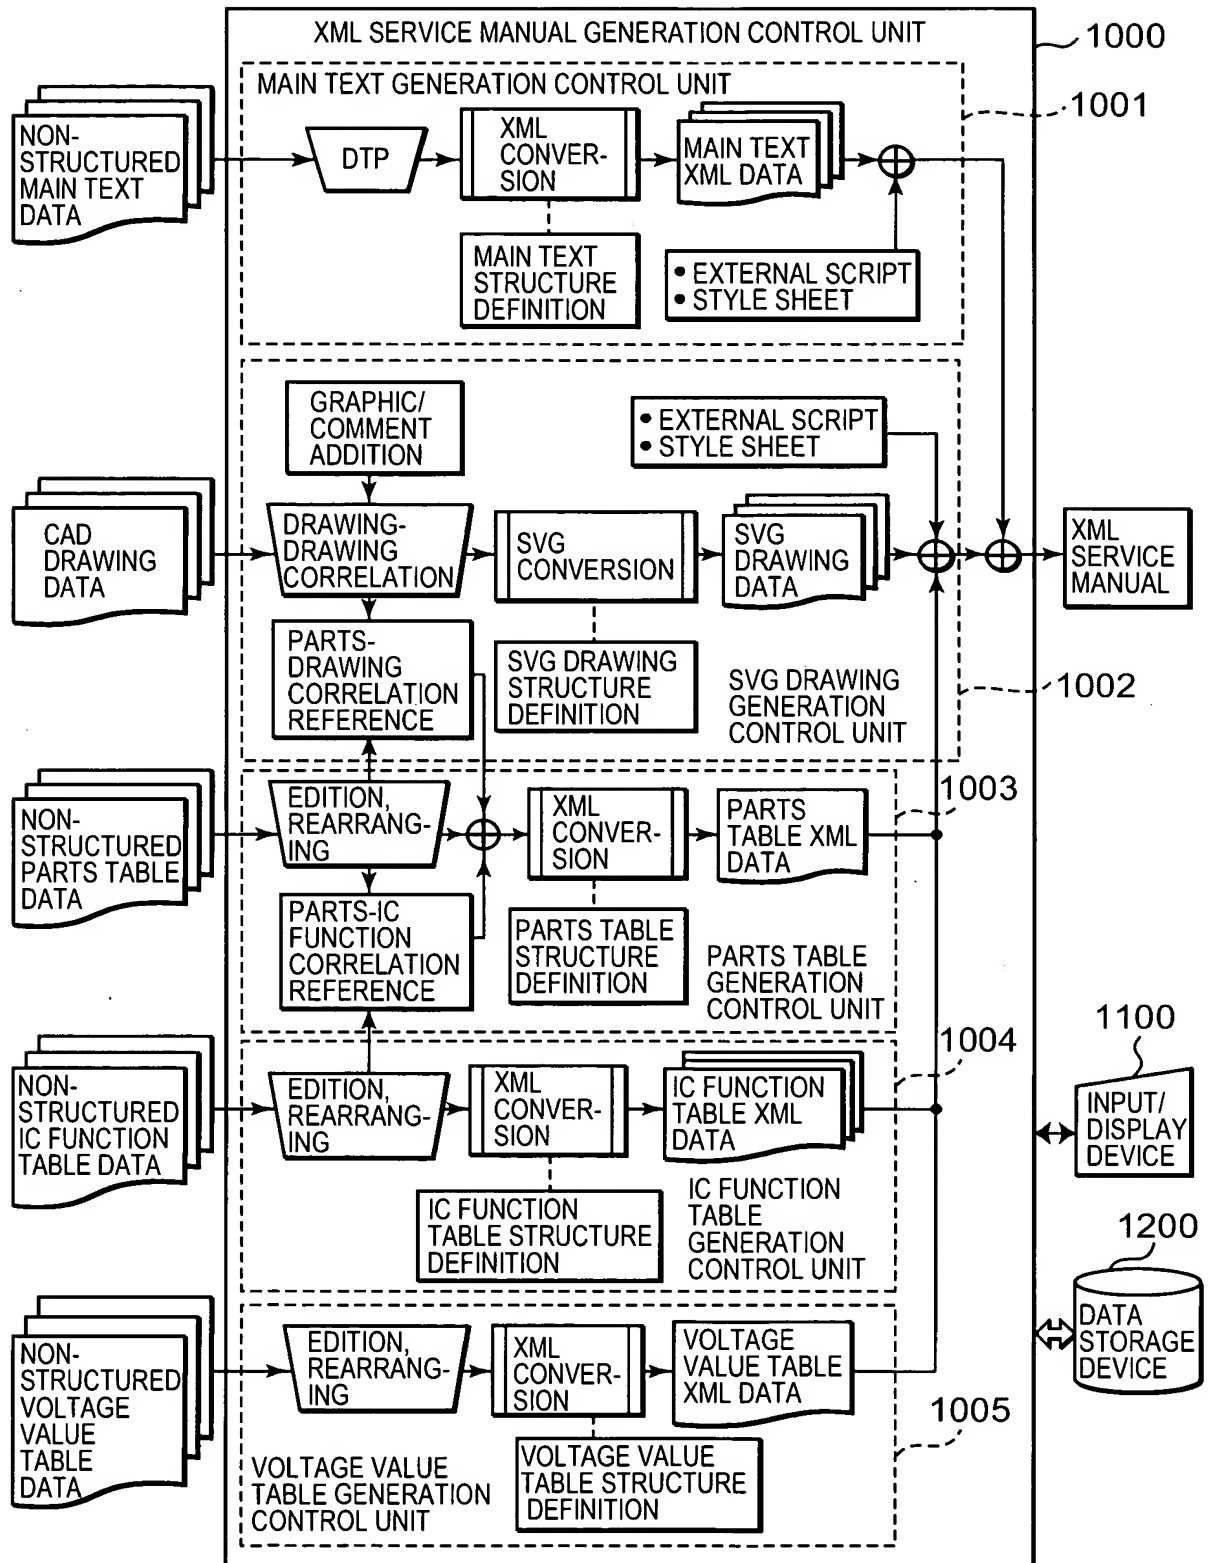 XML SERVICE MANUAL GENERATION CONTROL UNIT
1000
MAIN TEXT GENERATION CONTROL UNIT
1001
NON-
STRUCTURED
MAIN TEXT
DATA
DTP
XML
CONVER-
SION
MAIN TEXT
XML DATA
MAIN TEXT
STRUCTURE
DEFINITION
• EXTERNAL SCRIPT
• STYLE SHEET
GRAPHIC/
COMMENT
ADDITION
• EXTERNAL SCRIPT
• STYLE SHEET
CAD
DRAWING
DATA
DRAWING-
DRAWING
CORRELATION
SVG
CONVERSION
SVG
DRAWING
DATA
XML
SERVICE
MANUAL
PARTS-
DRAWING
CORRELATION
REFERENCE
SVG DRAWING
STRUCTURE
DEFINITION
SVG DRAWING
GENERATION
CONTROL UNIT
1002
1003
NON-
STRUCTURED
PARTS TABLE
DATA
EDITION,
REARRANG-
ING
XML
CONVER-
SION
PARTS
TABLE XML
DATA
PARTS-IC
FUNCTION
CORRELATION
REFERENCE
PARTS TABLE
STRUCTURE
DEFINITION
PARTS TABLE
GENERATION
CONTROL UNIT
1004
NON-
STRUCTURED
IC FUNCTION
TABLE DATA
EDITION,
REARRANG-
ING
XML
CONVER-
SION
IC FUNCTION
TABLE XML
DATA
1100
INPUT/
DISPLAY
DEVICE
IC FUNCTION
TABLE STRUCTURE
DEFINITION
IC FUNCTION
TABLE
GENERATION
CONTROL UNIT
1200
DATA
STORAGE
DEVICE
NON-
STRUCTURED
VOLTAGE
VALUE
TABLE
DATA
EDITION,
REARRANG-
ING
XML
CONVER-
SION
VOLTAGE
VALUE TABLE
XML DATA
1005
VOLTAGE VALUE
TABLE GENERATION
CONTROL UNIT
VOLTAGE VALUE
TABLE STRUCTURE
DEFINITION